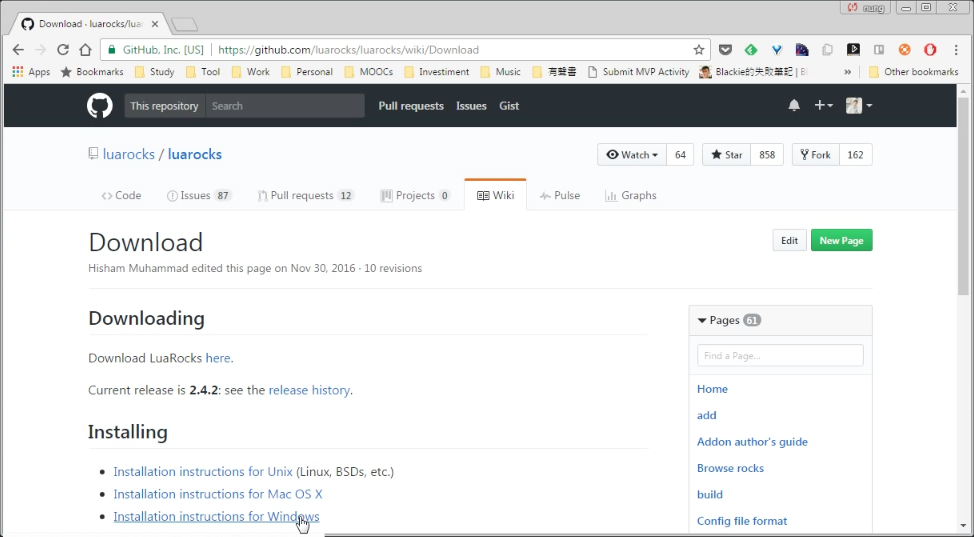 nung
Download · luarocks/luar
GitHub, Inc. [US] https://github.com/luarocks/luarocks/wiki/Download
Apps Bookmarks Study Tool Work Personal MOOCs Investiment Music 有聲書 Submit MVP Activity Blackie的失敗筆記 | » Other bookmarks
This repository Search Pull requests Issues Gist
luarocks / luarocks
Watch 64 Star 858 Fork 162
Code Issues 87 Pull requests 12 Projects 0 Wiki Pulse Graphs
Download
Edit New Page
Hisham Muhammad edited this page on Nov 30, 2016 · 10 revisions
Downloading
Download LuaRocks here.
Current release is 2.4.2: see the release history.
Installing
• Installation instructions for Unix (Linux, BSDs, etc.)
• Installation instructions for Mac OS X
• Installation instructions for Windows
Pages 61
Find a Page...
Home
add
Addon author's guide
Browse rocks
build
Config file format